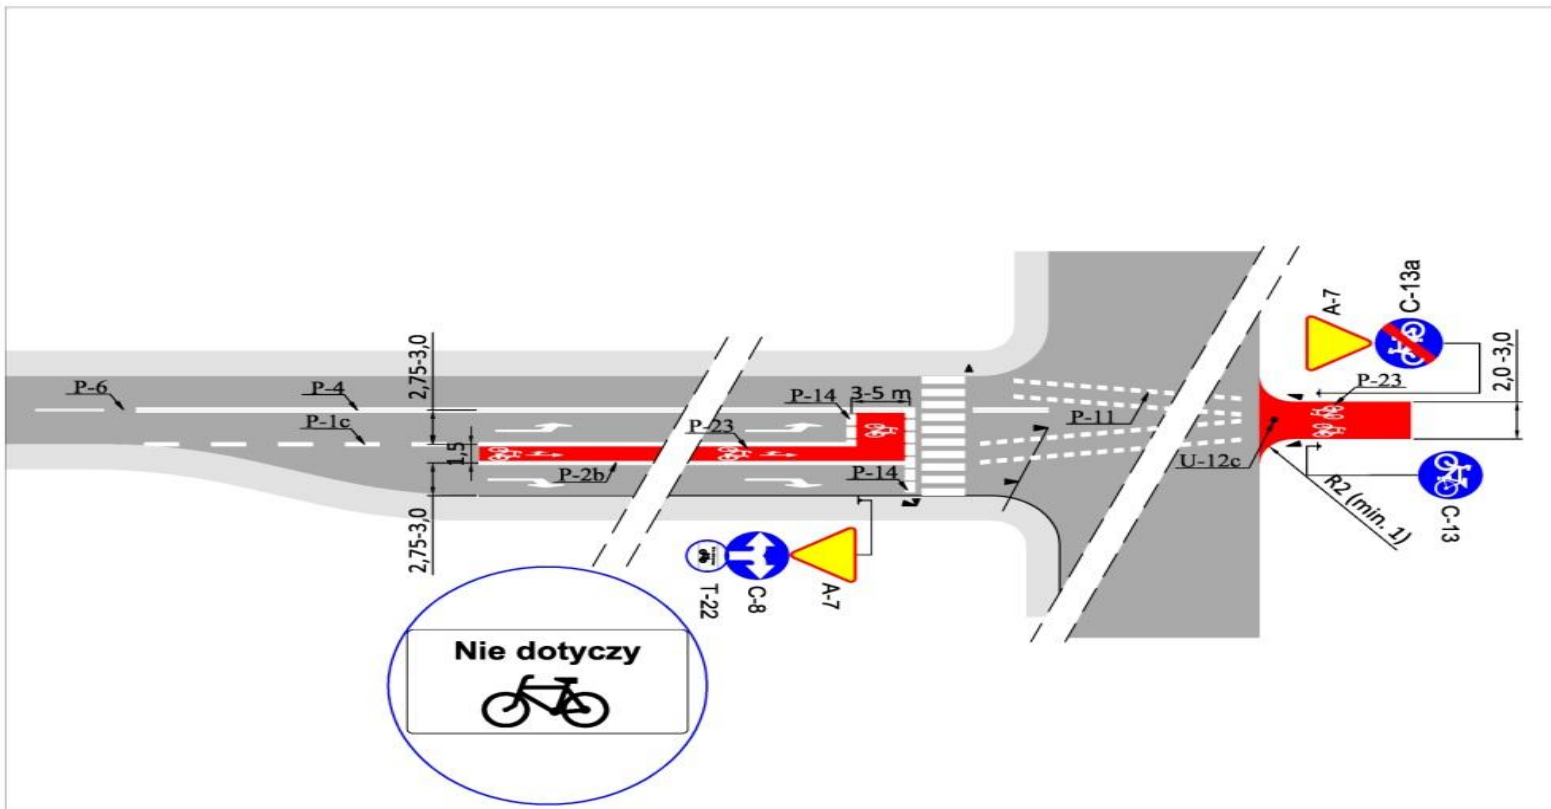 P-6
P-4
P-1c
2,75-3,0
1,5
2,75-3,0
P-14
3-5 m
P-23
P-2b
P-14
P-11
U-12c
A-7
C-13a
2,0 -3,0
P-23
R2 (min. 1)
C-13
T-22
C-8
A-7
Nie dotyczy